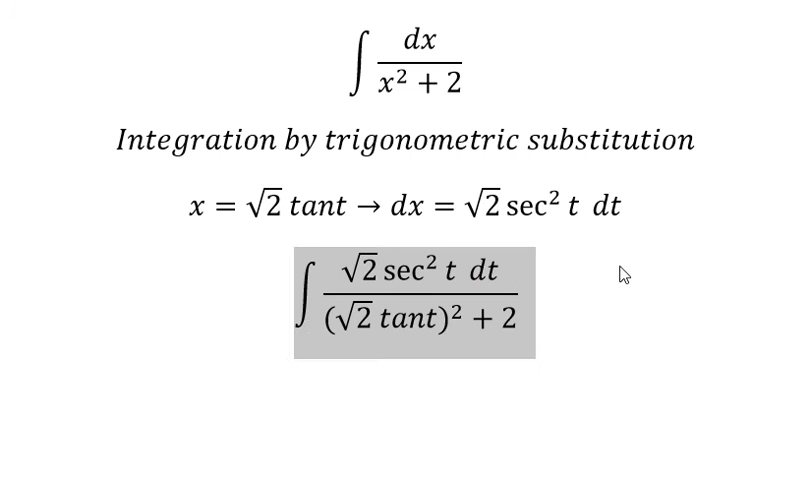 ∫ dx / (x² + 2)
Integration by trigonometric substitution
x = √2 tant → dx = √2 sec² t dt
∫ √2 sec² t dt / ((√2 tant)² + 2)